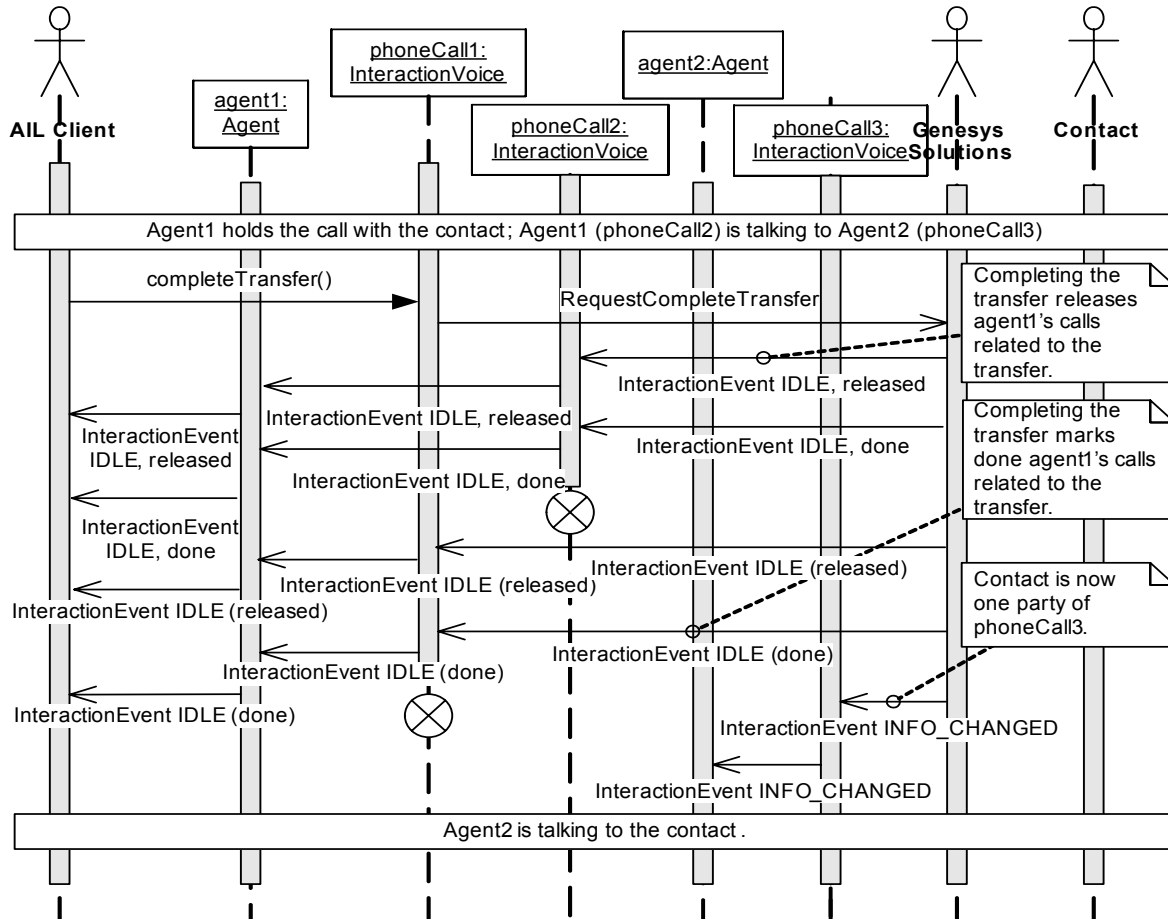 phoneCall1:
InteractionVoice
agent2:Agent
agent1:
Agent
phoneCall2:
InteractionVoice
phoneCall3:
InteractionVoice
AIL Client
Genesys
Solutions
Contact
Agent1 holds the call with the contact; Agent1 (phoneCall2) is talking to Agent2 (phoneCall3)
completeTransfer()
RequestCompleteTransfer
Completing the
transfer releases
agent1's calls
related to the
transfer.
InteractionEvent IDLE, released
InteractionEvent IDLE, released
InteractionEvent
IDLE, released
Completing the
transfer marks
done agent1's calls
related to the
transfer.
InteractionEvent IDLE, done
InteractionEvent IDLE, done
InteractionEvent
IDLE, done
InteractionEvent IDLE (released)
InteractionEvent IDLE (released)
InteractionEvent IDLE (released)
Contact is now
one party of
phoneCall3.
InteractionEvent IDLE (done)
InteractionEvent IDLE (done)
InteractionEvent IDLE (done)
InteractionEvent INFO_CHANGED
InteractionEvent INFO_CHANGED
Agent2 is talking to the contact .